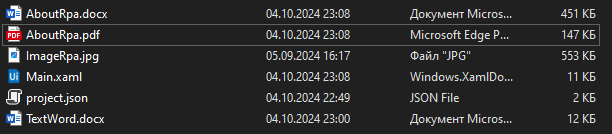 AboutRpa.docx 04.10.2024 23:08 Документ Micros... 451 КБ
AboutRpa.pdf 04.10.2024 23:08 Microsoft Edge P... 147 КБ
ImageRpa.jpg 05.09.2024 16:17 Файл "JPG" 553 КБ
Ui Main.xaml 04.10.2024 23:08 Windows.XamlDo... 11 КБ
project.json 04.10.2024 22:49 JSON File 2 КБ
TextWord.docx 04.10.2024 23:00 Документ Micros... 12 КБ